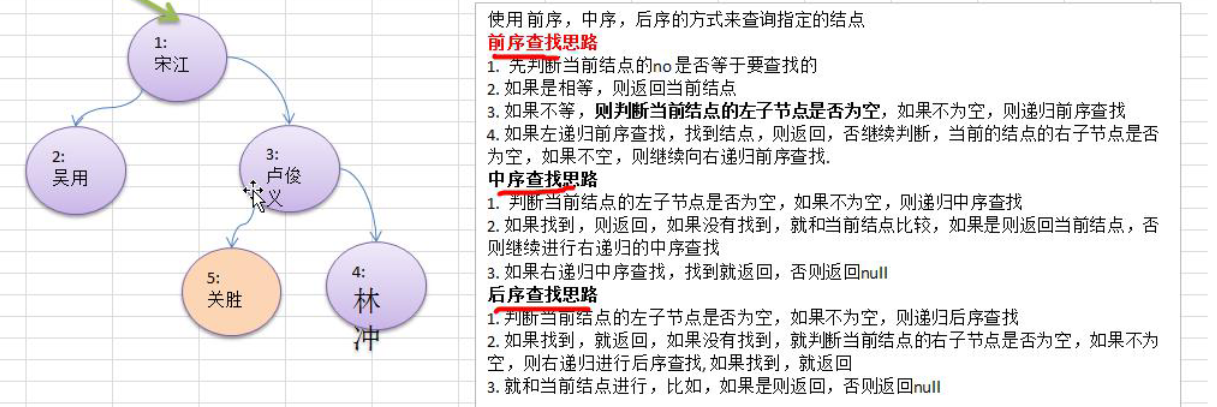 1:
宋江
2:
吴用
3:
卢俊
义
5:
关胜
4:
林
冲
使用 前序，中序，后序的方式来查询指定的结点
前序查找思路
1. 先判断当前结点的no 是否等于要查找的
2. 如果是相等，则返回当前结点
3. 如果不等，则判断当前结点的左子节点是否为空，如果不为空，则递归前序查找
4. 如果左递归前序查找，找到结点，则返回，否继续判断，当前的结点的右子节点是否
为空，如果不空，则继续向右递归前序查找.
中序查找思路
1. 判断当前结点的左子节点是否为空，如果不为空，则递归中序查找
2. 如果找到，则返回，如果没有找到，就和当前结点比较，如果是则返回当前结点，否
则继续进行右递归的中序查找
3. 如果右递归中序查找，找到就返回，否则返回null
后序查找思路
1. 判断当前结点的左子节点是否为空，如果不为空，则递归后序查找
2. 如果找到，就返回，如果没有找到，就判断当前结点的右子节点是否为空，如果不为
空，则右递归进行后序查找, 如果找到，就返回
3. 就和当前结点进行，比如，如果是则返回，否则返回null